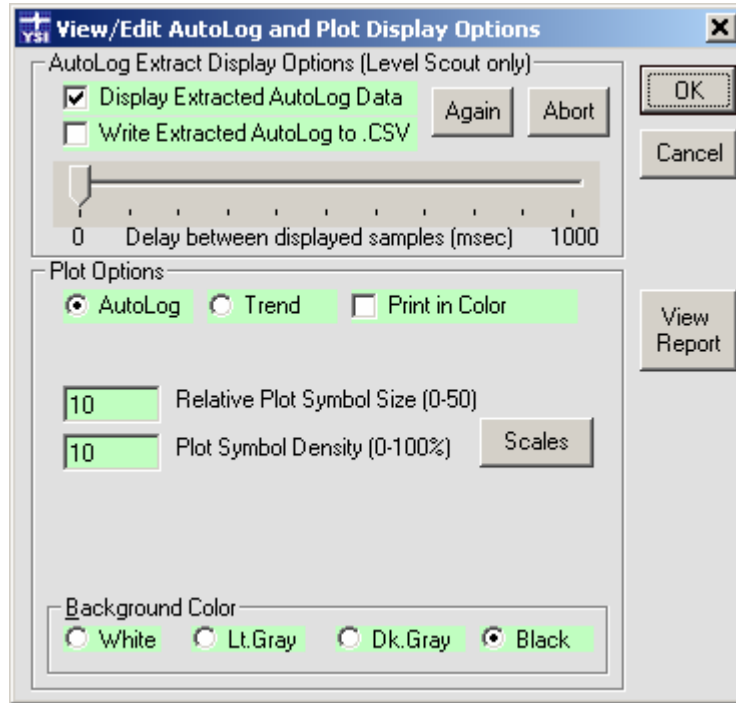 YSI View/Edit AutoLog and Plot Display Options
AutoLog Extract Display Options (Level Scout only)
Display Extracted AutoLog Data
Write Extracted AutoLog to .CSV
Again
Abort
0 Delay between displayed samples (msec) 1000
OK
Cancel
Plot Options
AutoLog Trend Print in Color
View
Report
10 Relative Plot Symbol Size (0-50)
10 Plot Symbol Density (0-100%)
Scales
Background Color
White Lt.Gray Dk.Gray Black